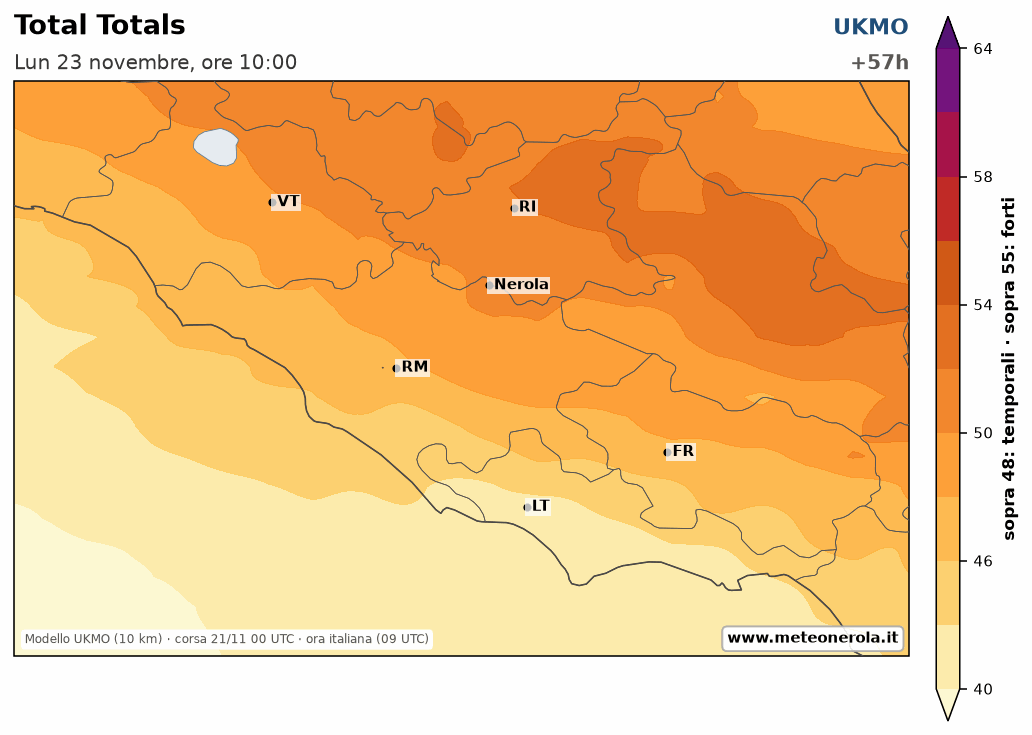 Total Totals
UKMO
Lun 23 novembre, ore 10:00
+57h
VT
RI
Nerola
RM
FR
LT
Modello UKMO (10 km) · corsa 21/11 00 UTC · ora italiana (09 UTC)
www.meteonerola.it
64
58
54
50
46
40
sopra 48: temporali · sopra 55: forti